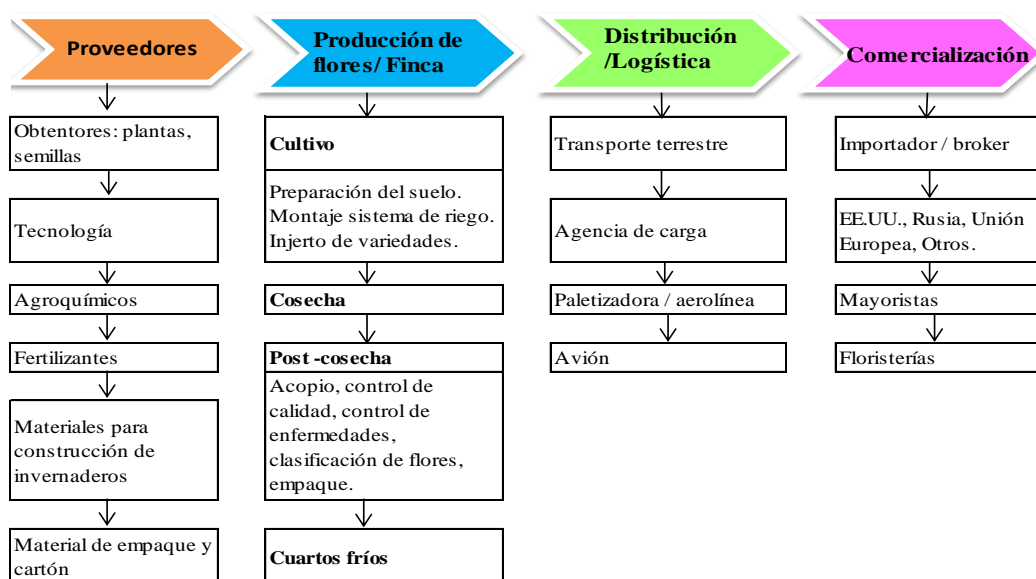 Proveedores
Obtentores: plantas,
semillas
Tecnología
Agroquímicos
Fertilizantes
Materiales para
construcción de
invernaderos
Material de empaque y
cartón
Producción de
flores/ Finca
Cultivo
Preparación del suelo.
Montaje sistema de riego.
Injerto de variedades.
Cosecha
Post -cosecha
Acopio, control de
calidad, control de
enfermedades,
clasificación de flores,
empaque.
Cuartos fríos
Distribución
/Logística
Transporte terrestre
Agencia de carga
Paletizadora / aerolínea
Avión
Comercialización
Importador / broker
EE.UU., Rusia, Unión
Europea, Otros.
Mayoristas
Floristerías